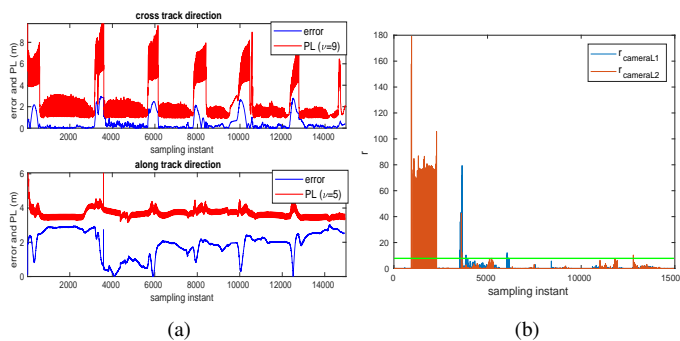 cross track direction
error
PL (ν=9)
error and PL (m)
8
6
4
2
0
2000 4000 6000 8000 10000 12000 14000
sampling instant
along track direction
error
PL (ν=5)
error and PL (m)
6
4
2
0
2000 4000 6000 8000 10000 12000 14000
sampling instant
(a)
r cameraL1
r cameraL2
r
180
160
140
120
100
80
60
40
20
0
0 5000 10000 15000
sampling instant
(b)